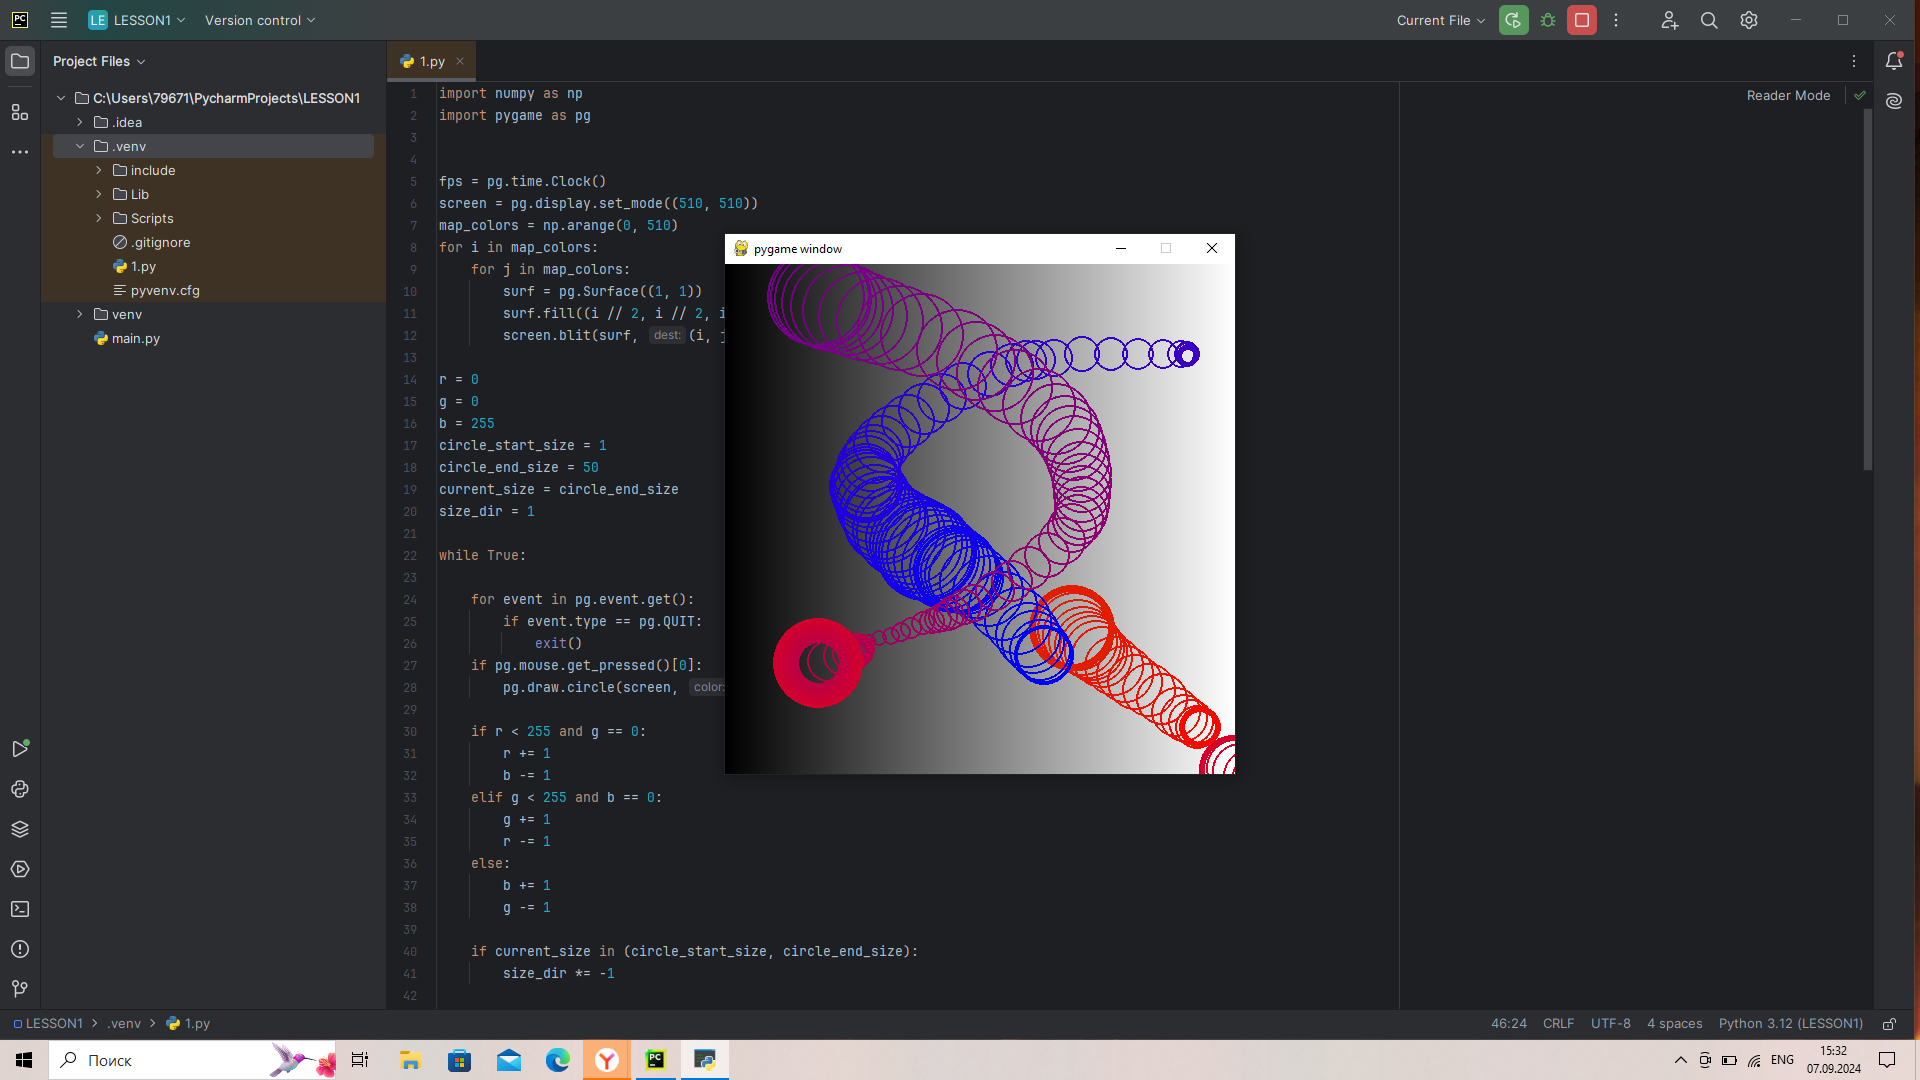 PC LE LESSON1 Version control Current File
Project Files 1.py
C:\Users\79671\PycharmProjects\LESSON1
.idea
.venv
include
Lib
Scripts
.gitignore
1.py
pyvenv.cfg
venv
main.py
Reader Mode
1 import numpy as np
2 import pygame as pg
3
4
5 fps = pg.time.Clock()
6 screen = pg.display.set_mode((510, 510))
7 map_colors = np.arange(0, 510)
8 for i in map_colors:
9 for j in map_colors:
10 surf = pg.Surface((1, 1))
11 surf.fill((i // 2, i // 2, i
12 screen.blit(surf, dest: (i, j
13
14 r = 0
15 g = 0
16 b = 255
17 circle_start_size = 1
18 circle_end_size = 50
19 current_size = circle_end_size
20 size_dir = 1
21
22 while True:
23
24 for event in pg.event.get():
25 if event.type == pg.QUIT:
26 exit()
27 if pg.mouse.get_pressed()[0]:
28 pg.draw.circle(screen, color:
29
30 if r < 255 and g == 0:
31 r += 1
32 b -= 1
33 elif g < 255 and b == 0:
34 g += 1
35 r -= 1
36 else:
37 b += 1
38 g -= 1
39
40 if current_size in (circle_start_size, circle_end_size):
41 size_dir *= -1
42
pygame window
LESSON1 > .venv > 1.py 46:24 CRLF UTF-8 4 spaces Python 3.12 (LESSON1)
Поиск PC ENG 15:32
07.09.2024